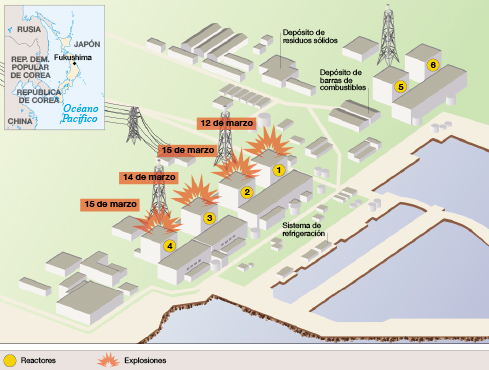 RUSIA
JAPÓN
Fukushima
REP. DEM.
POPULAR
DE COREA
REPÚBLICA
DE COREA
CHINA
Océano
Pacífico
Depósito de
residuos sólidos
Depósito de
barras de
combustibles
6
5
12 de marzo
15 de marzo
14 de marzo
15 de marzo
1
2
3
4
Sistema de
refrigeración
Reactores
Explosiones